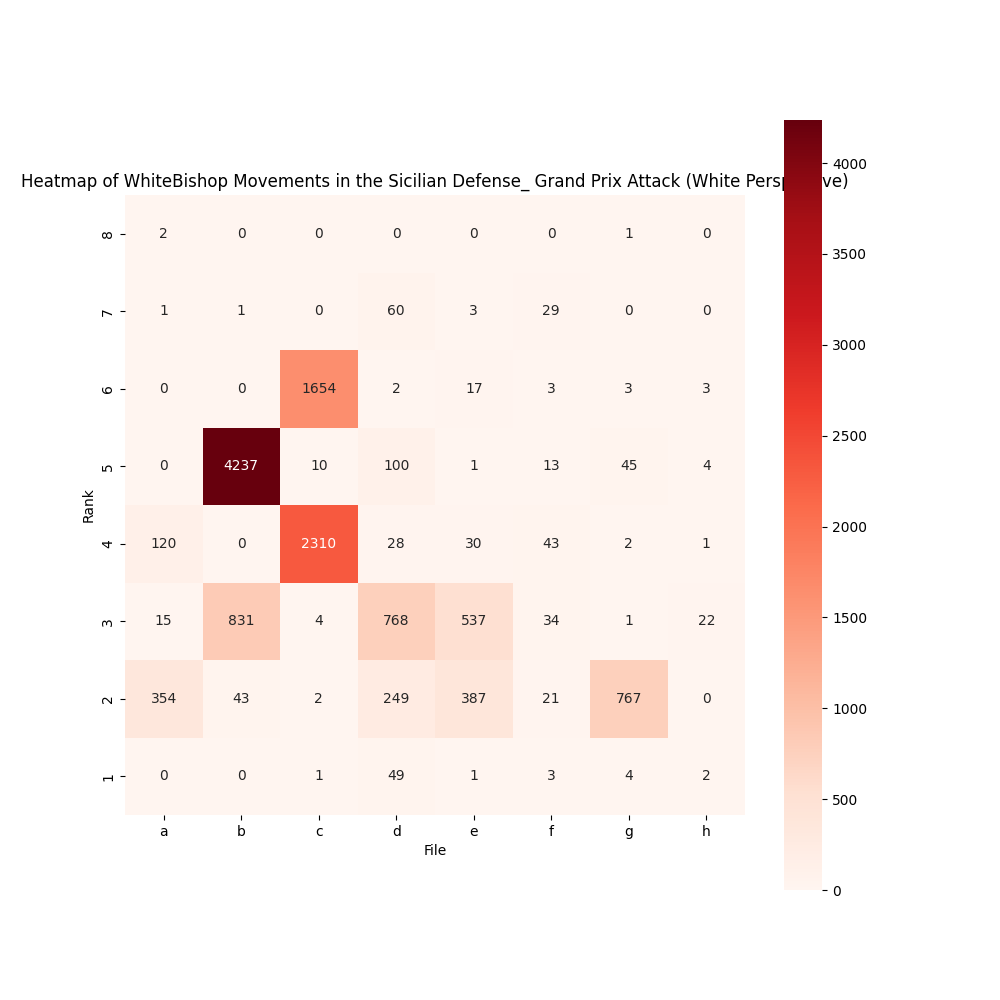 Heatmap of WhiteBishop Movements in the Sicilian Defense_ Grand Prix Attack (White Perspective)
8 2 0 0 0 0 0 1 0
7 1 1 0 60 3 29 0 0
6 0 0 1654 2 17 3 3 3
5 0 4237 10 100 1 13 45 4
4 120 0 2310 28 30 43 2 1
3 15 831 4 768 537 34 1 22
2 354 43 2 249 387 21 767 0
1 0 0 1 49 1 3 4 2
a b c d e f g h
File
Rank
4000
3500
3000
2500
2000
1500
1000
500
0